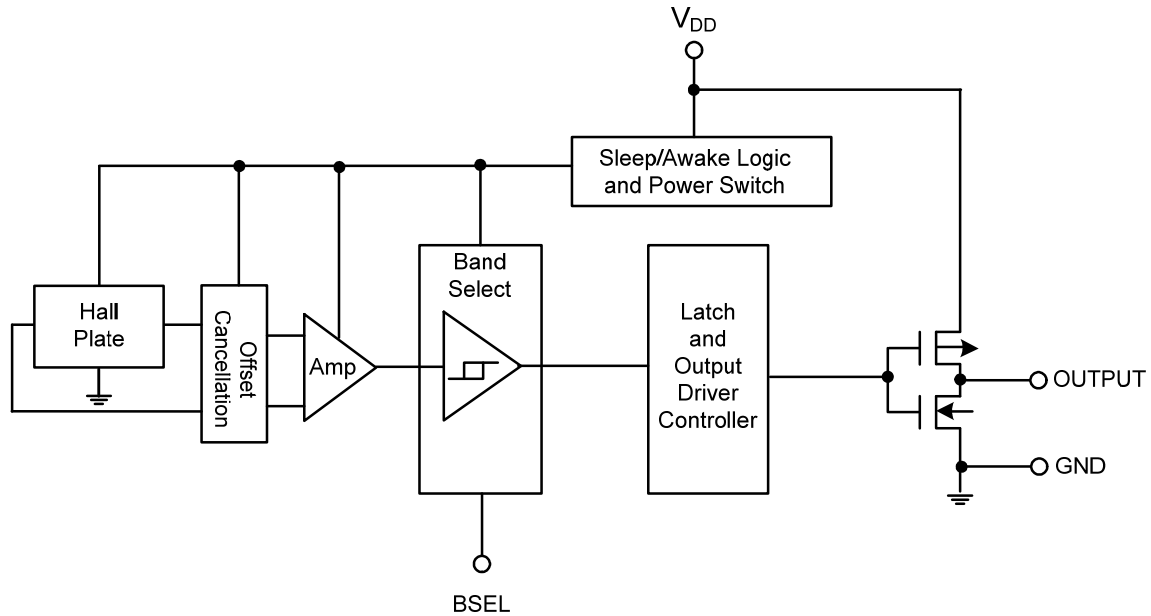 VDD
Sleep/Awake Logic
and Power Switch
Hall
Plate
Offset
Cancellation
Amp
Band
Select
Latch
and
Output
Driver
Controller
OUTPUT
GND
BSEL